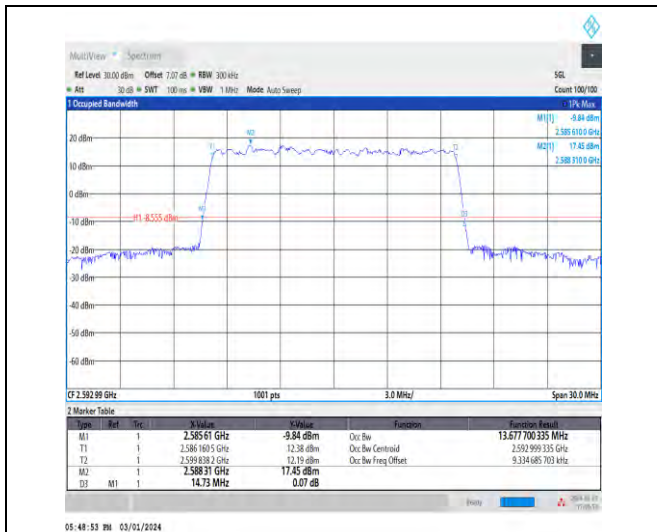 MultiView Spectrum
Ref Level 30.00 dBm Offset 7.07 dB RBW 300 kHz SGL
Att 30 dB SWT 100 ms VBW 1 MHz Mode Auto Sweep Count 100/100
1 Occupied Bandwidth 1Pk Max
M1[1] -9.84 dBm
2.585 610 0 GHz
M2[1] 17.45 dBm
2.588 310 0 GHz
20 dBm
M2
T1
T2
10 dBm
0 dBm
M1
D3
-10 dBm
H1 -8.555 dBm
-20 dBm
-30 dBm
-40 dBm
-50 dBm
-60 dBm
CF 2.592 99 GHz 1001 pts 3.0 MHz/ Span 30.0 MHz
2 Marker Table
Type Ref Trc X-Value Y-Value Function Function Result
M1 1 2.585 61 GHz -9.84 dBm Occ Bw 13.677 700 335 MHz
T1 1 2.586 160 5 GHz 12.38 dBm Occ Bw Centroid 2.592 999 335 GHz
T2 1 2.599 838 2 GHz 12.19 dBm Occ Bw Freq Offset 9.334 685 703 kHz
M2 1 2.588 31 GHz 17.45 dBm
D3 M1 1 14.73 MHz 0.07 dB
Ready
05:48:53 PM 03/01/2024